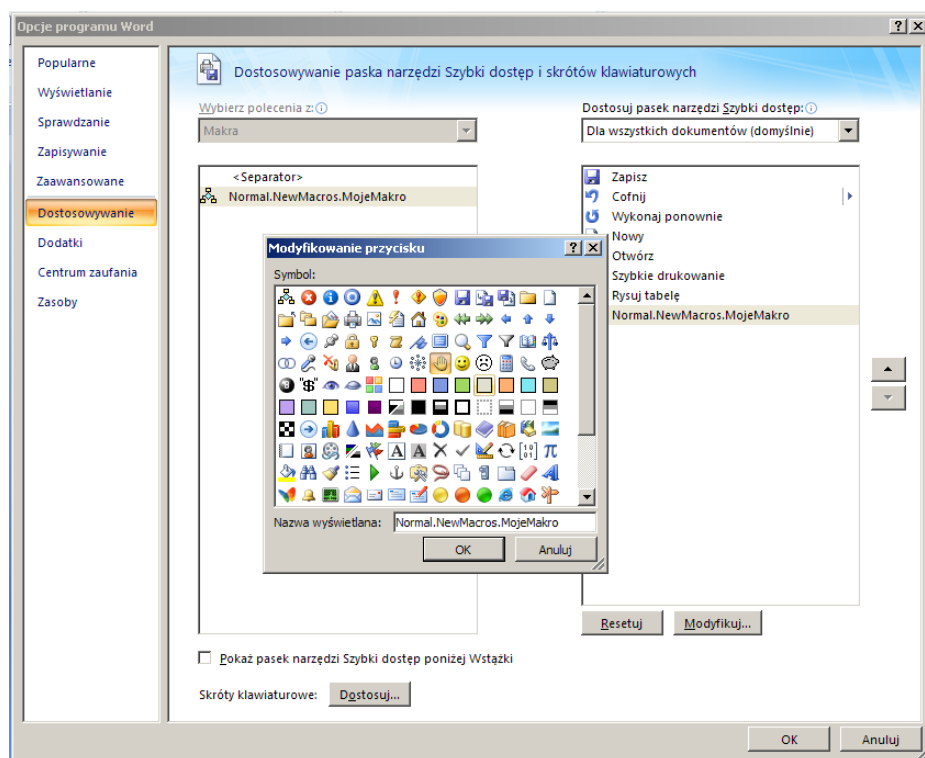 Opcje programu Word
Popularne
Wyświetlanie
Sprawdzanie
Zapisywanie
Zaawansowane
Dostosowywanie
Dodatki
Centrum zaufania
Zasoby
Dostosowywanie paska narzędzi Szybki dostęp i skrótów klawiaturowych
Wybierz polecenia z:
Makra
<Separator>
Normal.NewMacros.MojeMakro
Dostosuj pasek narzędzi Szybki dostęp:
Dla wszystkich dokumentów (domyślnie)
Zapisz
Cofnij
Wykonaj ponownie
Nowy
Otwórz
Szybkie drukowanie
Rysuj tabelę
Normal.NewMacros.MojeMakro
Modyfikowanie przycisku
Symbol:
Nazwa wyświetlana: Normal.NewMacros.MojeMakro
OK Anuluj
Resetuj Modyfikuj...
Pokaż pasek narzędzi Szybki dostęp poniżej Wstążki
Skróty klawiaturowe: Dostosuj...
OK Anuluj